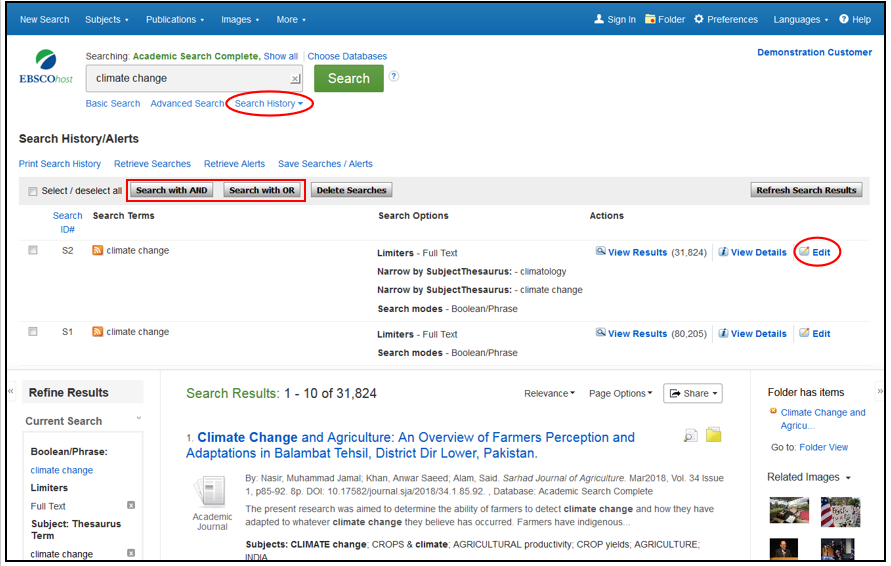 New Search Subjects Publications Images More Sign In Folder Preferences Languages Help
Demonstration Customer
Searching: Academic Search Complete, Show all | Choose Databases
EBSCOhost
climate change x Search ?
Basic Search Advanced Search Search History
Search History/Alerts
Print Search History Retrieve Searches Retrieve Alerts Save Searches / Alerts
Select / deselect all Search with AND Search with OR Delete Searches Refresh Search Results
Search ID# Search Terms Search Options Actions
S2 climate change Limiters - Full Text View Results (31,824) View Details Edit
Narrow by SubjectThesaurus: - climatology
Narrow by SubjectThesaurus: - climate change
Search modes - Boolean/Phrase
S1 climate change Limiters - Full Text View Results (80,205) View Details Edit
Search modes - Boolean/Phrase
« Refine Results
Current Search
Boolean/Phrase:
climate change
Limiters
Full Text x
Subject: Thesaurus
Term
climate change x
Search Results: 1 - 10 of 31,824 Relevance Page Options Share
1. Climate Change and Agriculture: An Overview of Farmers Perception and
Adaptations in Balambat Tehsil, District Dir Lower, Pakistan.
Academic
Journal
By: Nasir, Muhammad Jamal; Khan, Anwar Saeed; Alam, Said. Sarhad Journal of Agriculture. Mar2018, Vol. 34 Issue
1, p85-92. 8p. DOI: 10.17582/journal.sja/2018/34.1.85.92. , Database: Academic Search Complete
The present research was aimed to determine the ability of farmers to detect climate change and how they have
adapted to whatever climate change they believe has occurred. Farmers have indigenous...
Subjects: CLIMATE change; CROPS & climate; AGRICULTURAL productivity; CROP yields; AGRICULTURE;
INDIA
Folder has items »
Climate Change and
Agricu...
Go to: Folder View
Related Images